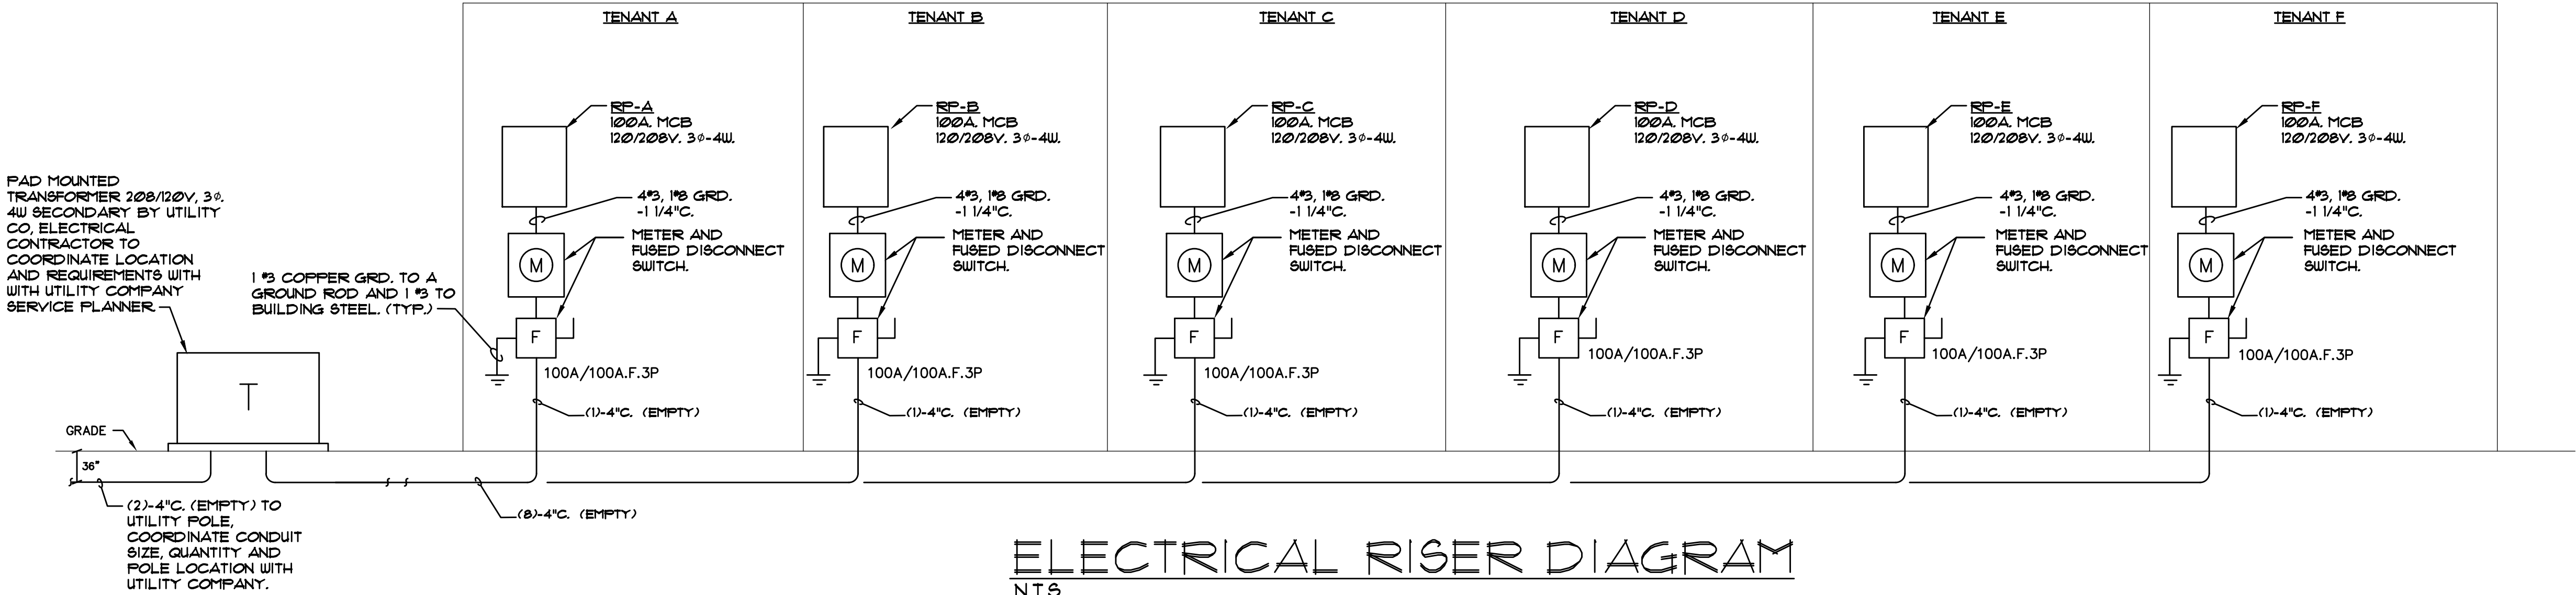 TENANT A
TENANT B
TENANT C
TENANT D
TENANT E
TENANT F
PAD MOUNTED
TRANSFORMER 208/120V, 3ø.
4W SECONDARY BY UTILITY
CO, ELECTRICAL
CONTRACTOR TO
COORDINATE LOCATION
AND REQUIREMENTS WITH
WITH UTILITY COMPANY
SERVICE PLANNER
T
GRADE
36"
(2)-4"C. (EMPTY) TO
UTILITY POLE,
COORDINATE CONDUIT
SIZE, QUANTITY AND
POLE LOCATION WITH
UTILITY COMPANY.
1 #3 COPPER GRD. TO A
GROUND ROD AND 1 #3 TO
BUILDING STEEL. (TYP.)
(8)-4"C. (EMPTY)
RP-A
100A. MCB
120/208V. 3ø-4W.
4#3, 1#8 GRD.
-1 1/4"C.
METER AND
FUSED DISCONNECT
SWITCH.
M
F
100A/100A.F.3P
(1)-4"C. (EMPTY)
RP-B
100A. MCB
120/208V. 3ø-4W.
4#3, 1#8 GRD.
-1 1/4"C.
METER AND
FUSED DISCONNECT
SWITCH.
M
F
100A/100A.F.3P
(1)-4"C. (EMPTY)
RP-C
100A. MCB
120/208V. 3ø-4W.
4#3, 1#8 GRD.
-1 1/4"C.
METER AND
FUSED DISCONNECT
SWITCH.
M
F
100A/100A.F.3P
(1)-4"C. (EMPTY)
RP-D
100A. MCB
120/208V. 3ø-4W.
4#3, 1#8 GRD.
-1 1/4"C.
METER AND
FUSED DISCONNECT
SWITCH.
M
F
100A/100A.F.3P
(1)-4"C. (EMPTY)
RP-E
100A. MCB
120/208V. 3ø-4W.
4#3, 1#8 GRD.
-1 1/4"C.
METER AND
FUSED DISCONNECT
SWITCH.
M
F
100A/100A.F.3P
(1)-4"C. (EMPTY)
RP-F
100A. MCB
120/208V. 3ø-4W.
4#3, 1#8 GRD.
-1 1/4"C.
METER AND
FUSED DISCONNECT
SWITCH.
M
F
100A/100A.F.3P
(1)-4"C. (EMPTY)
ELECTRICAL RISER DIAGRAM
N.T.S